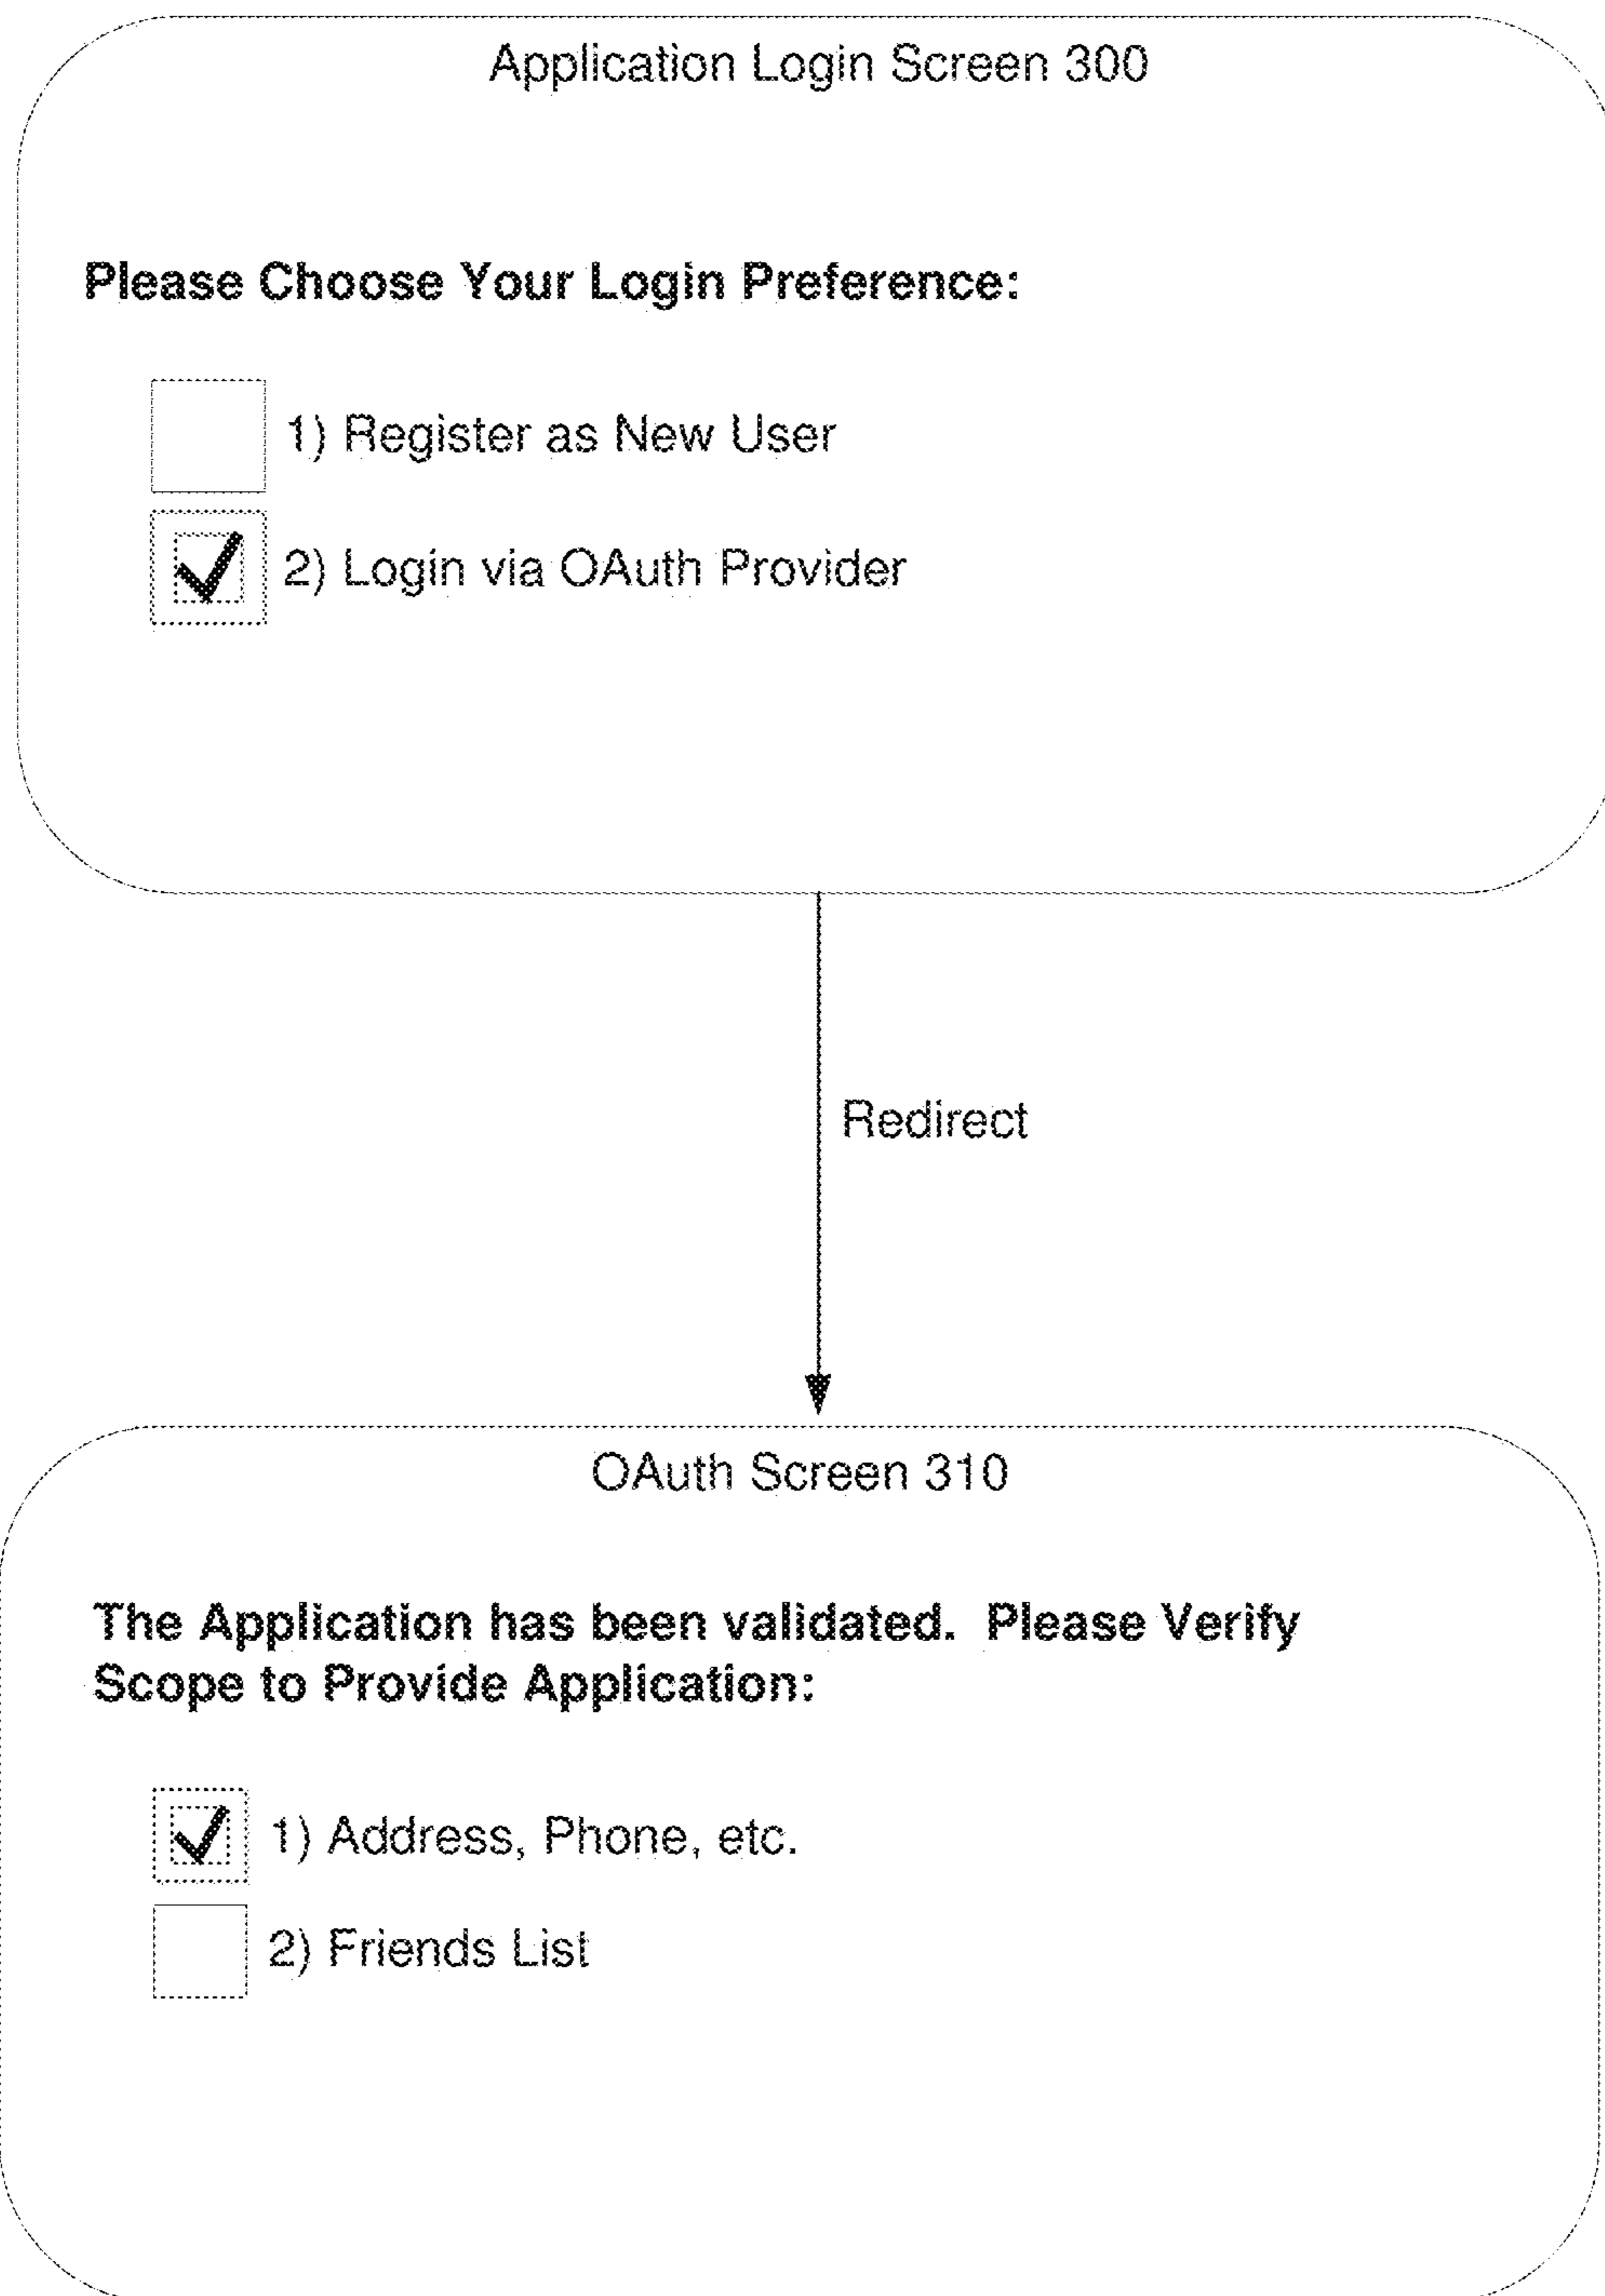 Application Login Screen 300
Please Choose Your Login Preference:
1) Register as New User
2) Login via OAuth Provider
Redirect
OAuth Screen 310
The Application has been validated.  Please Verify
Scope to Provide Application:
1) Address, Phone, etc.
2) Friends List